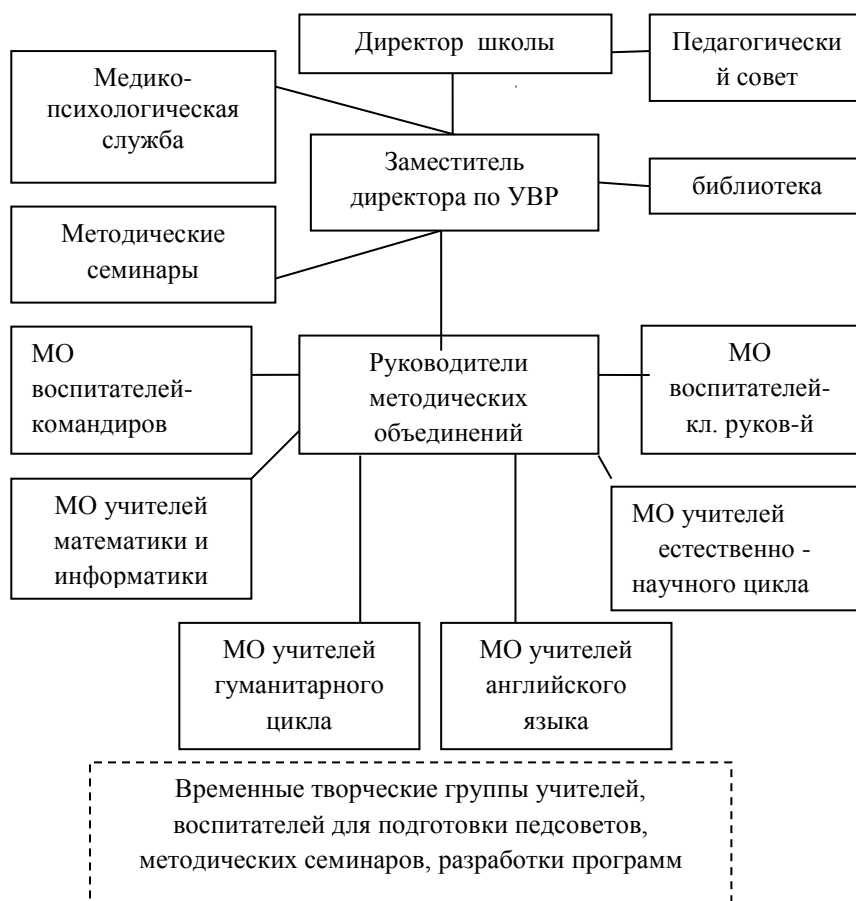 Директор школы
Педагогически
й совет
Медико-
психологическая
служба
Заместитель
директора по УВР
библиотека
Методические
семинары
МО
воспитателей-
командиров
Руководители
методических
объединений
МО
воспитателей-
кл. руков-й
МО учителей
математики и
информатики
МО учителей
естественно -
научного цикла
МО учителей
гуманитарного
цикла
МО учителей
английского
языка
Временные творческие группы учителей,
воспитателей для подготовки педсоветов,
методических семинаров, разработки программ